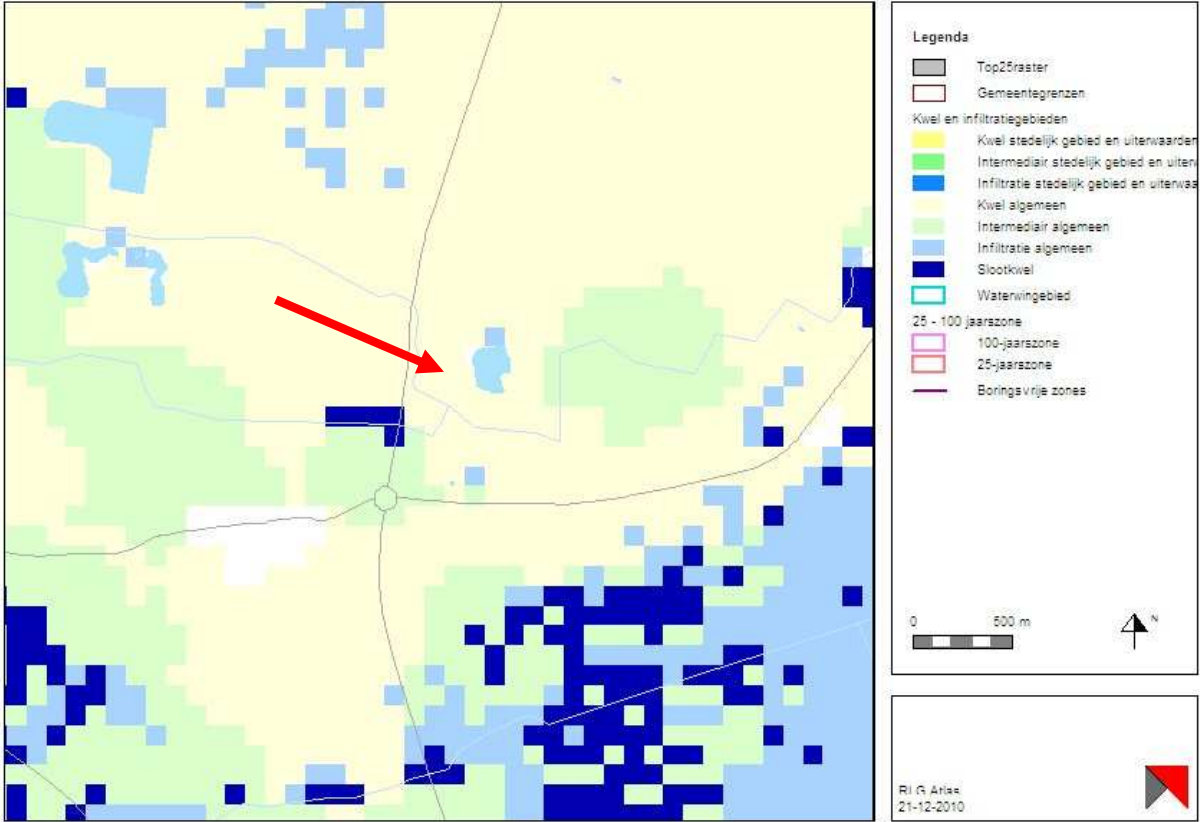 Legenda
Top25raster
Gemeentegrenzen
Kwel en infiltratiegebieden
Kwel stedelijk gebied en uiterwaarden
Intermediair stedelijk gebied en uiterw
Infiltratie stedelijk gebied en uiterwaa
Kwel algemeen
Intermediair algemeen
Infiltratie algemeen
Slootkwel
Waterwingebied
25 - 100 jaarszone
100-jaarszone
25-jaarszone
Boringsvrije zones
0 500 m
N
Atlas
21-12-2010